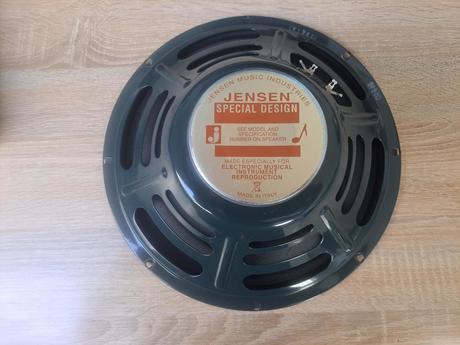 JENSEN MUSIC INDUSTRIES
JENSEN
SPECIAL DESIGN
SEE MODEL AND
SPECIFICATION
NUMBER ON SPEAKER
j
MADE ESPECIALLY FOR
ELECTRONIC MUSICAL
INSTRUMENT
REPRODUCTION
MADE IN ITALY